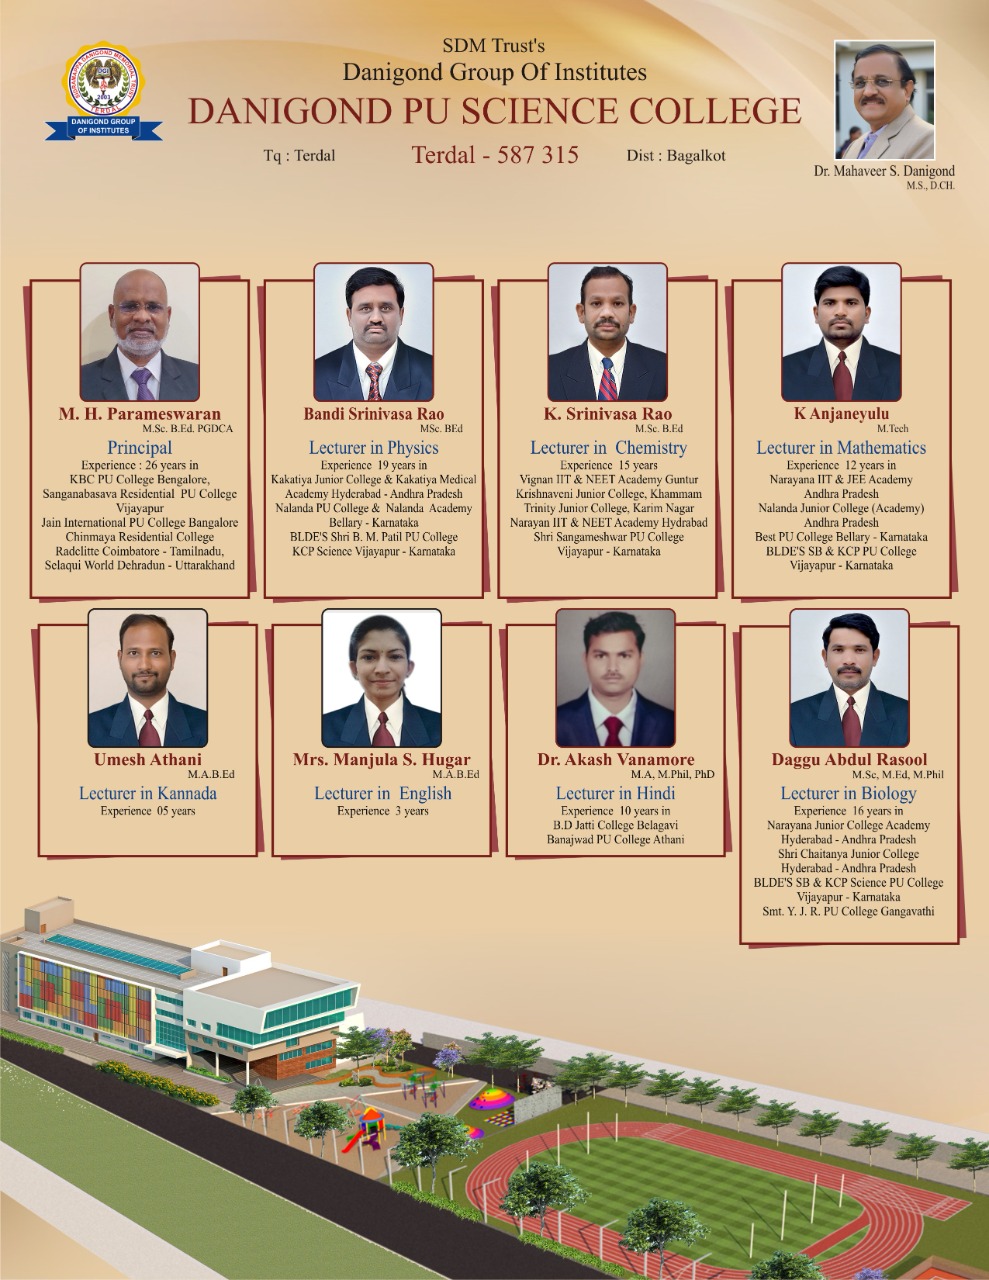 SDM Trust's
Danigond Group Of Institutes
DANIGOND PU SCIENCE COLLEGE
Tq : Terdal
Terdal - 587 315
Dist : Bagalkot
DGI
2001
TERDAL
DANIGOND GROUP
OF INSTITUTES
Dr. Mahaveer S. Danigond
M.S., D.CH.
M. H. Parameswaran
M.Sc. B.Ed. PGDCA
Principal
Experience : 26 years in
KBC PU College Bengalore,
Sanganabasava Residential PU College
Vijayapur
Jain International PU College Bangalore
Chinmaya Residential College
Radclitte Coimbatore - Tamilnadu,
Selaqui World Dehradun - Uttarakhand
Bandi Srinivasa Rao
MSc. BEd
Lecturer in Physics
Experience 19 years in
Kakatiya Junior College & Kakatiya Medical
Academy Hyderabad - Andhra Pradesh
Nalanda PU College & Nalanda Academy
Bellary - Karnataka
BLDE'S Shri B. M. Patil PU College
KCP Science Vijayapur - Karnataka
K. Srinivasa Rao
M.Sc. B.Ed
Lecturer in Chemistry
Experience 15 years
Vignan IIT & NEET Academy Guntur
Krishnaveni Junior College, Khammam
Trinity Junior College, Karim Nagar
Narayan IIT & NEET Academy Hydrabad
Shri Sangameshwar PU College
Vijayapur - Karnataka
K Anjaneyulu
M.Tech
Lecturer in Mathematics
Experience 12 years in
Narayana IIT & JEE Academy
Andhra Pradesh
Nalanda Junior College (Academy)
Andhra Pradesh
Best PU College Bellary - Karnataka
BLDE'S SB & KCP PU College
Vijayapur - Karnataka
Umesh Athani
M.A.B.Ed
Lecturer in Kannada
Experience 05 years
Mrs. Manjula S. Hugar
M.A.B.Ed
Lecturer in English
Experience 3 years
Dr. Akash Vanamore
M.A, M.Phil, PhD
Lecturer in Hindi
Experience 10 years in
B.D Jatti College Belagavi
Banajwad PU College Athani
Daggu Abdul Rasool
M.Sc, M.Ed, M.Phil
Lecturer in Biology
Experience 16 years in
Narayana Junior College Academy
Hyderabad - Andhra Pradesh
Shri Chaitanya Junior College
Hyderabad - Andhra Pradesh
BLDE'S SB & KCP Science PU College
Vijayapur - Karnataka
Smt. Y. J. R. PU College Gangavathi